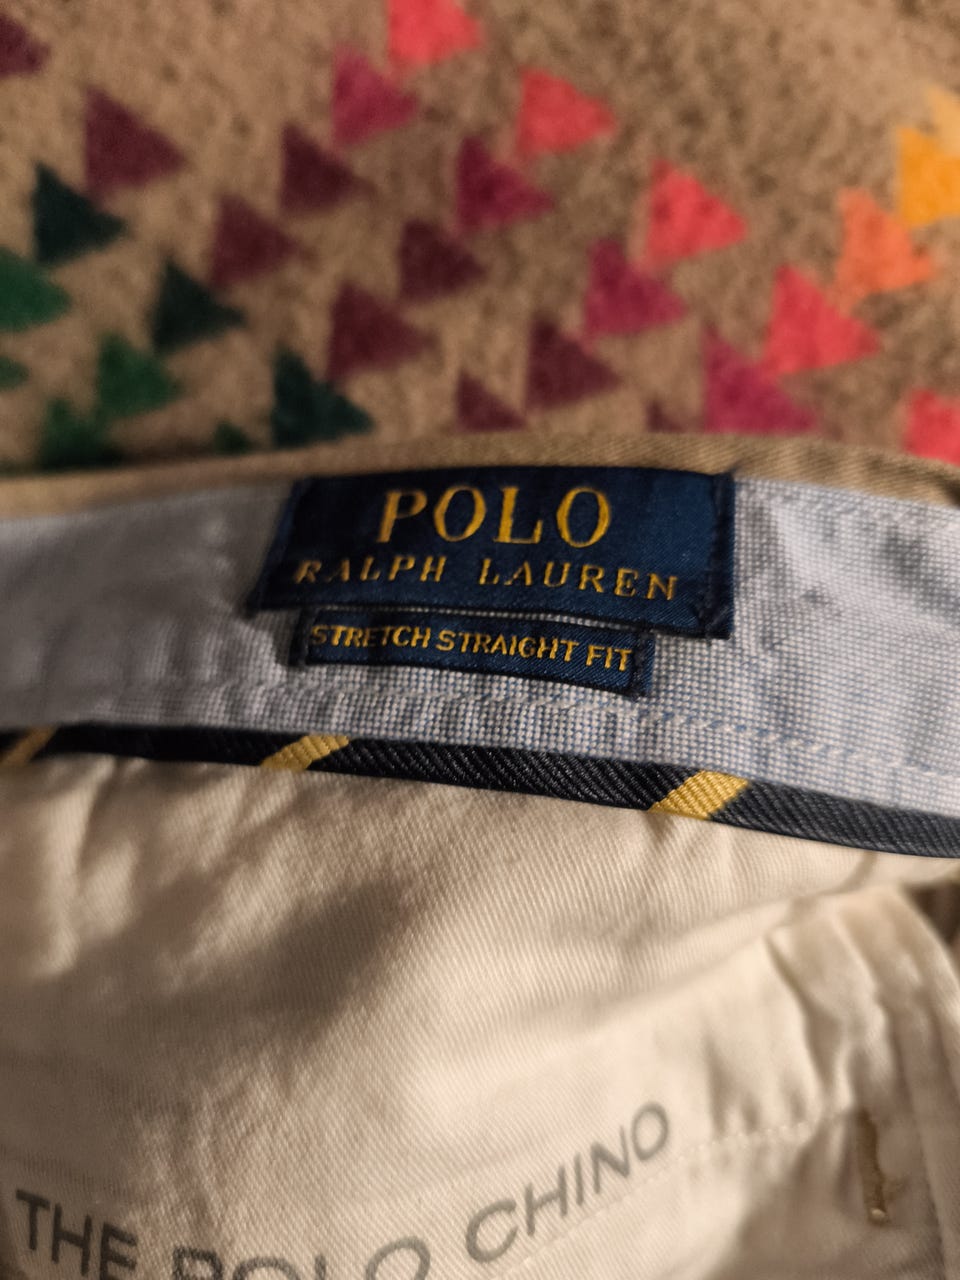 POLO
RALPH LAUREN
STRETCH STRAIGHT FIT
THE POLO CHINO